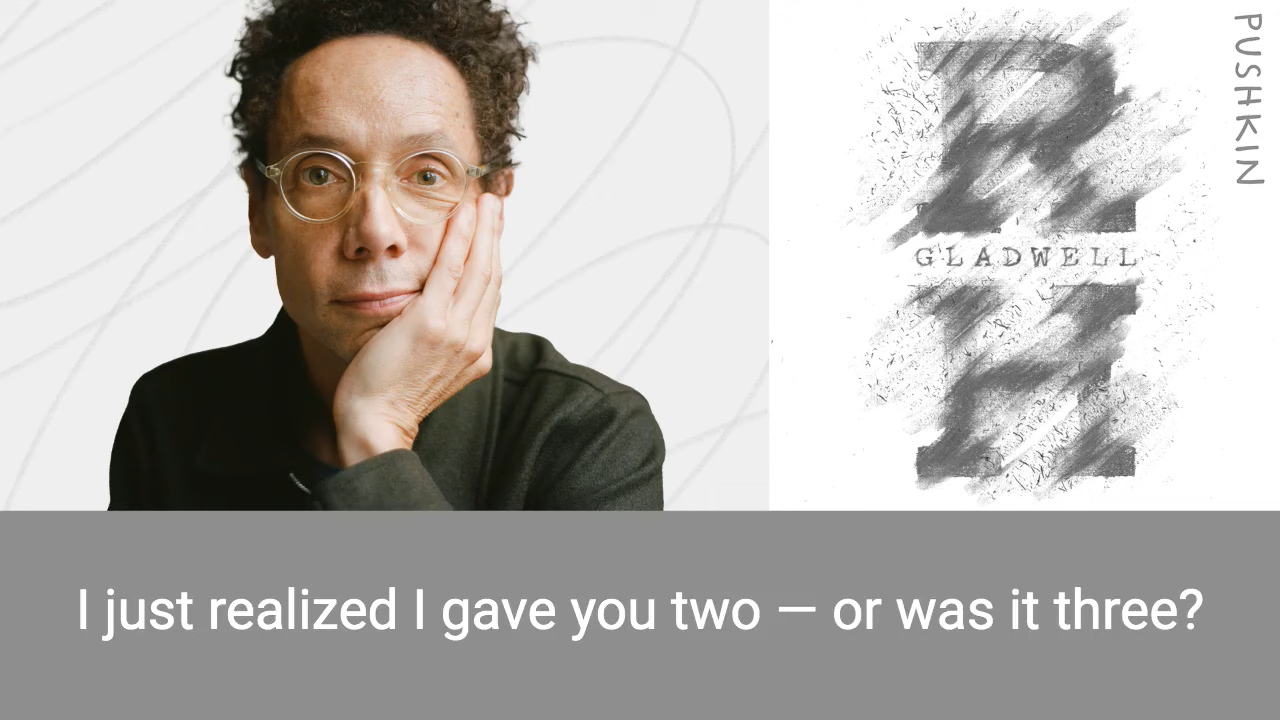 PUSHKIN
R
GLADWELL
H
I just realized I gave you two — or was it three?